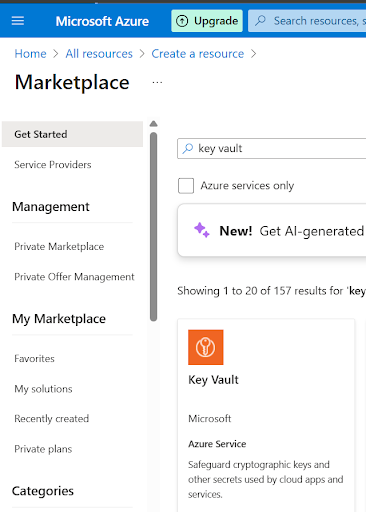 Microsoft Azure
Upgrade
Search resources, s
Home > All resources > Create a resource >
Marketplace ...
Get Started
Service Providers
Management
Private Marketplace
Private Offer Management
My Marketplace
Favorites
My solutions
Recently created
Private plans
Categories
key vault
Azure services only
New! Get AI-generated
Showing 1 to 20 of 157 results for 'key
Key Vault
Microsoft
Azure Service
Safeguard cryptographic keys and
other secrets used by cloud apps and
services.